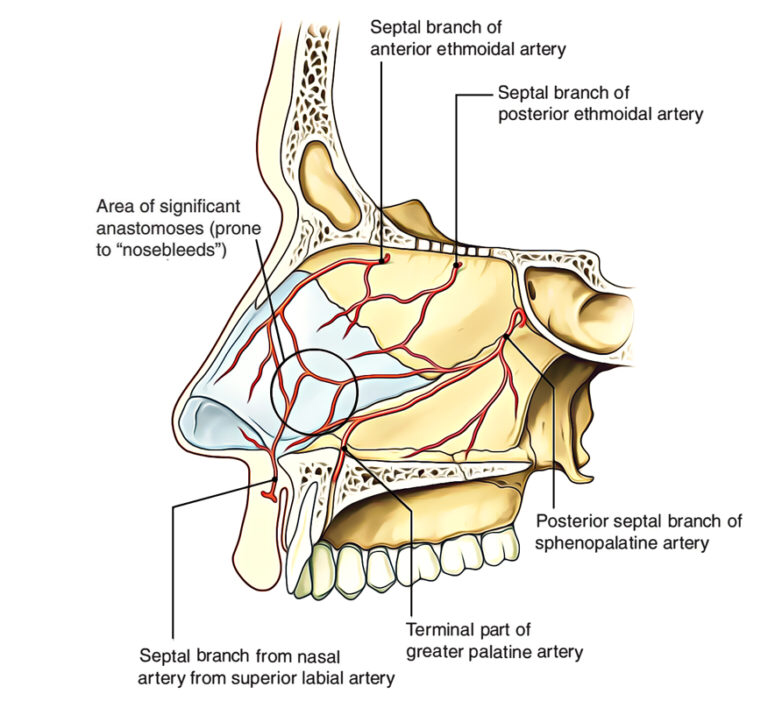 Septal branch of
anterior ethmoidal artery
Septal branch of
posterior ethmoidal artery
Area of significant
anastomoses (prone
to “nosebleeds”)
Posterior septal branch of
sphenopalatine artery
Terminal part of
greater palatine artery
Septal branch from nasal
artery from superior labial artery